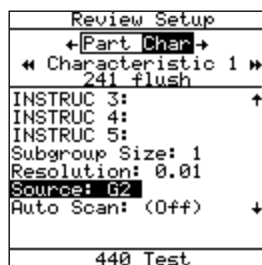 Review Setup
←Part Char→
◀◀ Characteristic 1 ▶▶
241 flush
INSTRUC 3: ↑
INSTRUC 4:
INSTRUC 5:
Subgroup Size: 1
Resolution: 0.01
Source: G2
Auto Scan: (Off) ↓
440 Test